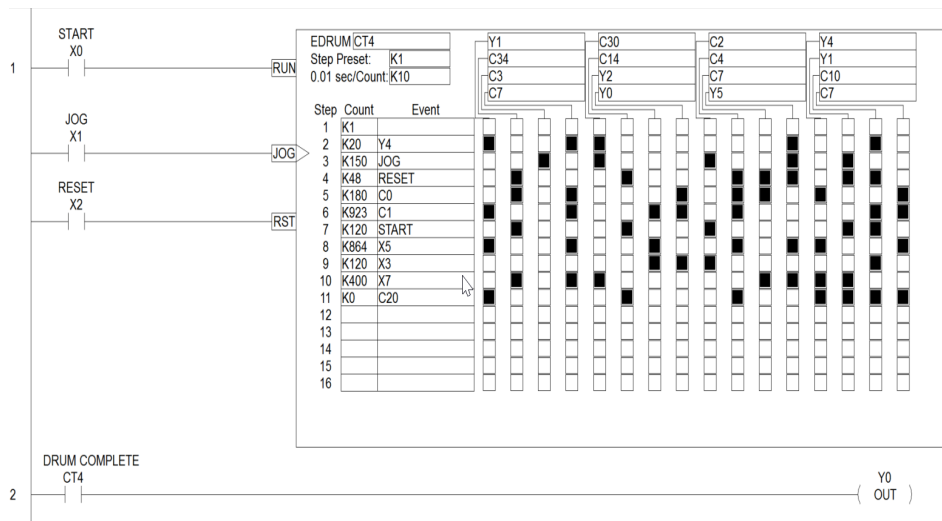 START
X0
1
RUN
JOG
X1
JOG
RESET
X2
RST
EDRUM CT4
Step Preset: K1
0.01 sec/Count: K10
Y1 C30 C2 Y4
C34 C14 C4 Y1
C3 Y2 C7 C10
C7 Y0 Y5 C7
Step Count Event
1 K1
2 K20 Y4
3 K150 JOG
4 K48 RESET
5 K180 C0
6 K923 C1
7 K120 START
8 K864 X5
9 K120 X3
10 K400 X7
11 K0 C20
12
13
14
15
16
DRUM COMPLETE
CT4
2
Y0
OUT